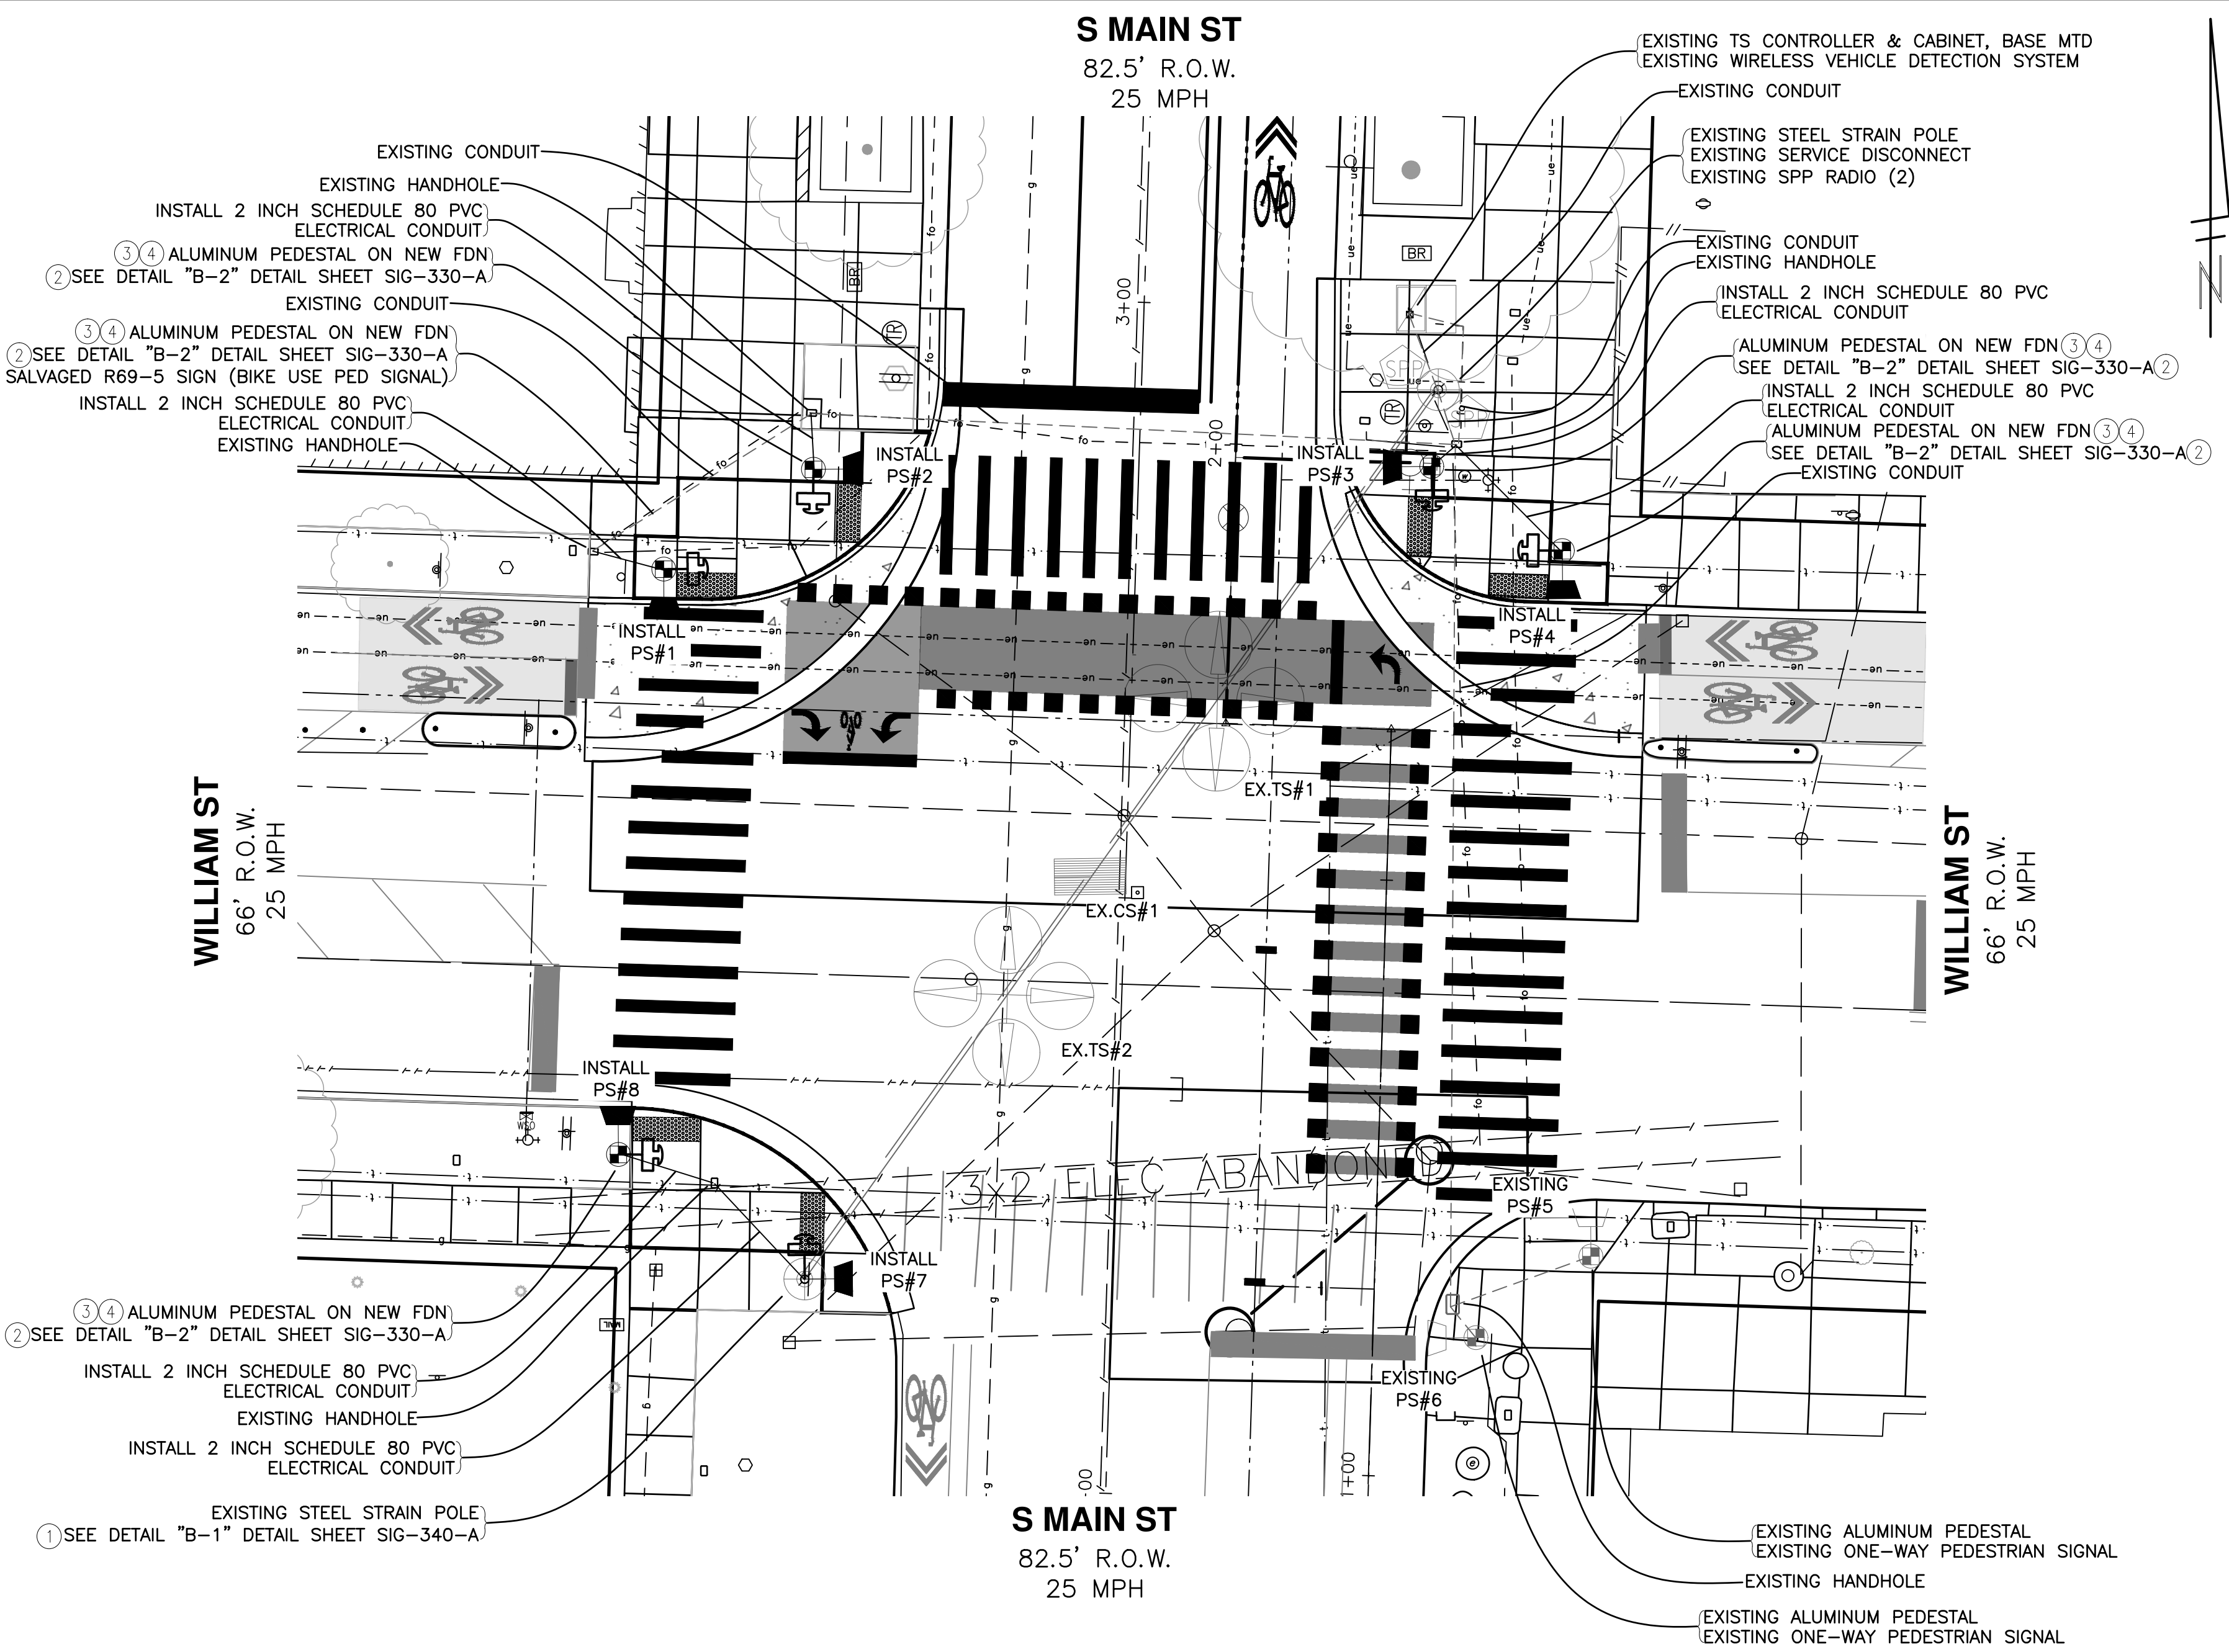 S MAIN ST
82.5' R.O.W.
25 MPH
EXISTING TS CONTROLLER & CABINET, BASE MTD
EXISTING WIRELESS VEHICLE DETECTION SYSTEM
EXISTING CONDUIT
EXISTING STEEL STRAIN POLE
EXISTING SERVICE DISCONNECT
EXISTING SPP RADIO (2)
EXISTING CONDUIT
EXISTING HANDHOLE
INSTALL 2 INCH SCHEDULE 80 PVC
ELECTRICAL CONDUIT
ALUMINUM PEDESTAL ON NEW FDN 3 4
SEE DETAIL "B-2" DETAIL SHEET SIG-330-A 2
INSTALL 2 INCH SCHEDULE 80 PVC
ELECTRICAL CONDUIT
ALUMINUM PEDESTAL ON NEW FDN 3 4
SEE DETAIL "B-2" DETAIL SHEET SIG-330-A 2
EXISTING CONDUIT
N
EXISTING CONDUIT
EXISTING HANDHOLE
INSTALL 2 INCH SCHEDULE 80 PVC
ELECTRICAL CONDUIT
3 4 ALUMINUM PEDESTAL ON NEW FDN
2 SEE DETAIL "B-2" DETAIL SHEET SIG-330-A
EXISTING CONDUIT
3 4 ALUMINUM PEDESTAL ON NEW FDN
2 SEE DETAIL "B-2" DETAIL SHEET SIG-330-A
SALVAGED R69-5 SIGN (BIKE USE PED SIGNAL)
INSTALL 2 INCH SCHEDULE 80 PVC
ELECTRICAL CONDUIT
EXISTING HANDHOLE
BR
BR
TR
TR
SPP
SPP
3+00
2+00
INSTALL
PS#2
INSTALL
PS#3
INSTALL
PS#1
INSTALL
PS#4
EX.TS#1
EX.CS#1
EX.TS#2
WILLIAM ST
66' R.O.W.
25 MPH
WILLIAM ST
66' R.O.W.
25 MPH
INSTALL
PS#8
WSO
3x2 ELEC ABANDONED
EXISTING
PS#5
INSTALL
PS#7
EXISTING
PS#6
MNL
3 4 ALUMINUM PEDESTAL ON NEW FDN
2 SEE DETAIL "B-2" DETAIL SHEET SIG-330-A
INSTALL 2 INCH SCHEDULE 80 PVC
ELECTRICAL CONDUIT
EXISTING HANDHOLE
INSTALL 2 INCH SCHEDULE 80 PVC
ELECTRICAL CONDUIT
EXISTING STEEL STRAIN POLE
1 SEE DETAIL "B-1" DETAIL SHEET SIG-340-A
00
1+00
S MAIN ST
82.5' R.O.W.
25 MPH
EXISTING ALUMINUM PEDESTAL
EXISTING ONE-WAY PEDESTRIAN SIGNAL
EXISTING HANDHOLE
EXISTING ALUMINUM PEDESTAL
EXISTING ONE-WAY PEDESTRIAN SIGNAL